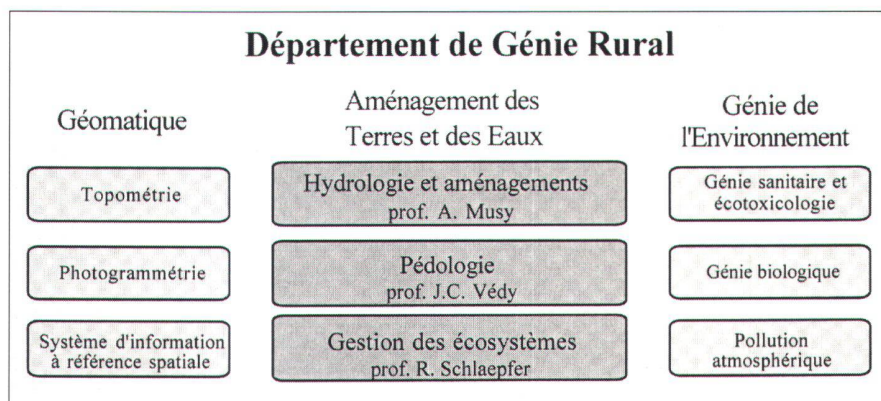 Département de Génie Rural
Géomatique
Topométrie
Photogrammétrie
Système d'information
à référence spatiale
Aménagement des
Terres et des Eaux
Hydrologie et aménagements
prof. A. Musy
Pédologie
prof. J.C. Védy
Gestion des écosystèmes
prof. R. Schlaepfer
Génie de
l'Environnement
Génie sanitaire et
écotoxicologie
Génie biologique
Pollution
atmosphérique